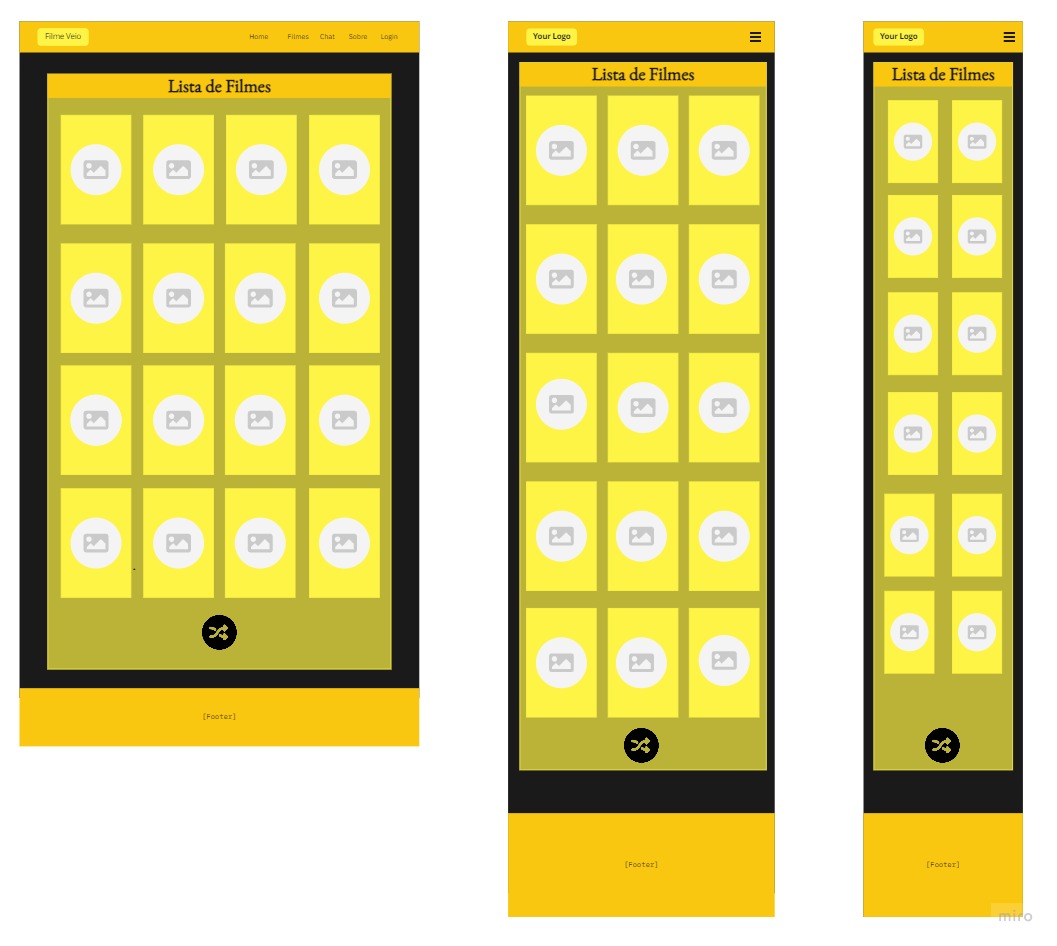 Filme Veio
Home Filmes Chat Sobre Login
Lista de Filmes
[Footer]
Your Logo
Lista de Filmes
[Footer]
Your Logo
Lista de Filmes
[Footer]
miro